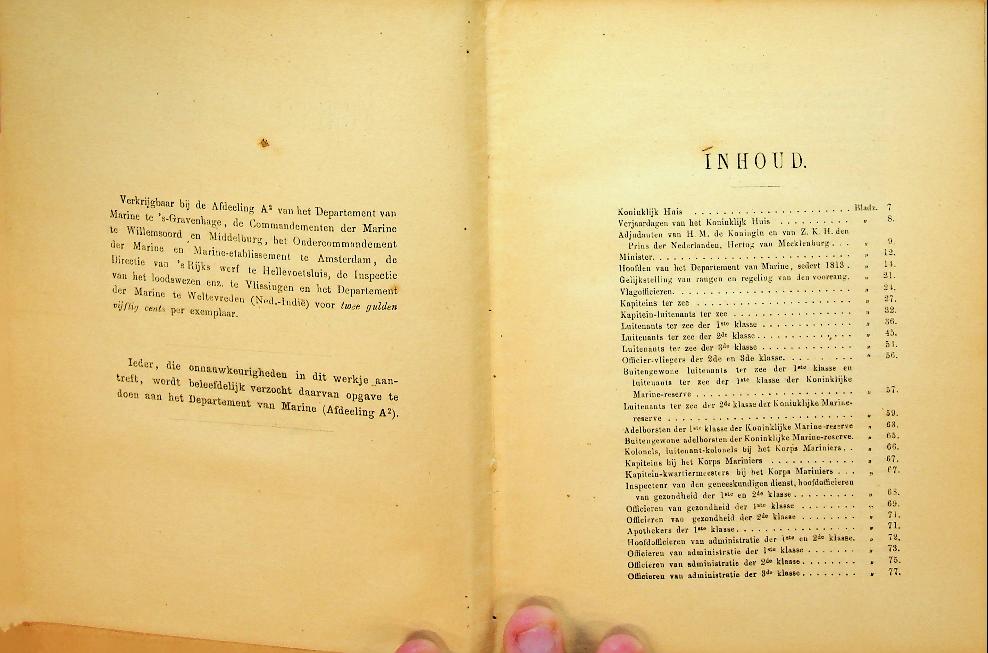 Verkrijgbaar bij de Afdeeling A² van het Departement van
Marine te 's-Gravenhage, de Commandementen der Marine
te Willemsoord en Middelburg, het Ondercommandement
der Marine en Marine-etablissement te Amsterdam, de
Directie van 's Rijks werf te Hellevoetsluis, de Inspectie
van het loodswezen enz. te Vlissingen en het Departement
der Marine te Weltevreden (Ned.-Indië) voor twee gulden
vijftig cents per exemplaar.
Ieder, die onnauwkeurigheden in dit werkje aan-
treft, wordt beleefdelijk verzocht daarvan opgave te
doen aan het Departement van Marine (Afdeeling A²).
INHOUD.
Koninklijk Huis . . . . . . . . . . . . . . . . . . . . . . Bladz. 7
Verjaardagen van het Koninklijk Huis . . . . . . . . . . „ 8.
Adjudanten van H. M. de Koningin en van Z. K. H. den
Prins der Nederlanden, Hertog van Mecklenburg . . . „ 9.
Minister. . . . . . . . . . . . . . . . . . . . . . . . . . „ 12.
Hoofden van het Departement van Marine, sedert 1813 . „ 14.
Gelijkstelling van rangen en regeling van den voorrang. „ 21.
Vlagofficieren. . . . . . . . . . . . . . . . . . . . . . . „ 24.
Kapiteins ter zee . . . . . . . . . . . . . . . . . . . . „ 27.
Kapitein-luitenants ter zee . . . . . . . . . . . . . . . „ 32.
Luitenants ter zee der 1ste klasse . . . . . . . . . . . . „ 36.
Luitenants ter zee der 2de klasse . . . . . . . . . . . . „ 45.
Luitenants ter zee der 3de klasse . . . . . . . . . . . . „ 51.
Officier-vliegers der 2de en 3de klasse. . . . . . . . . „ 56.
Buitengewone luitenants ter zee der 1ste klasse en
luitenants ter zee der 1ste klasse der Koninklijke
Marine-reserve . . . . . . . . . . . . . . . . . . . . „ 57.
Luitenants ter zee der 2de klasse der Koninklijke Marine-
reserve . . . . . . . . . . . . . . . . . . . . . . . . „ 59.
Adelborsten der 1ste klasse der Koninklijke Marine-reserve „ 63.
Buitengewone adelborsten der Koninklijke Marine-reserve. „ 65.
Kolonels, luitenant-kolonels bij het Korps Mariniers . . „ 66.
Kapiteins bij het Korps Mariniers . . . . . . . . . . . „ 67.
Kapitein-kwartiermeesters bij het Korps Mariniers . . . „ 67.
Inspecteur van den geneeskundigen dienst, hoofdofficieren
van gezondheid der 1ste en 2de klasse . . . . . . . . „ 68.
Officieren van gezondheid der 1ste klasse . . . . . . . „ 69.
Officieren van gezondheid der 2de klasse . . . . . . . . „ 71.
Apothekers der 1ste klasse. . . . . . . . . . . . . . . . „ 71.
Hoofdofficieren van administratie der 1ste en 2de klasse. „ 72.
Officieren van administratie der 1ste klasse . . . . . . . „ 73.
Officieren van administratie der 2de klasse . . . . . . . „ 75.
Officieren van administratie der 3de klasse . . . . . . . „ 77.